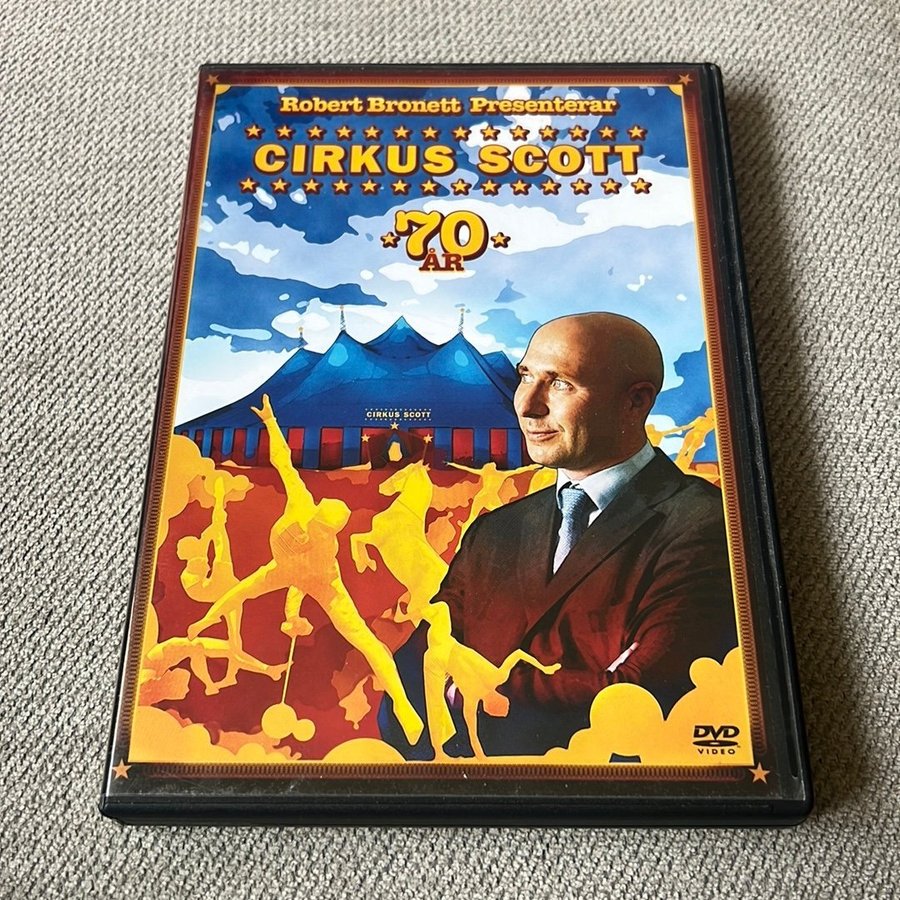 Robert Bronett Presenterar
CIRKUS SCOTT
70
ÅR
CIRKUS SCOTT
DVD
VIDEO